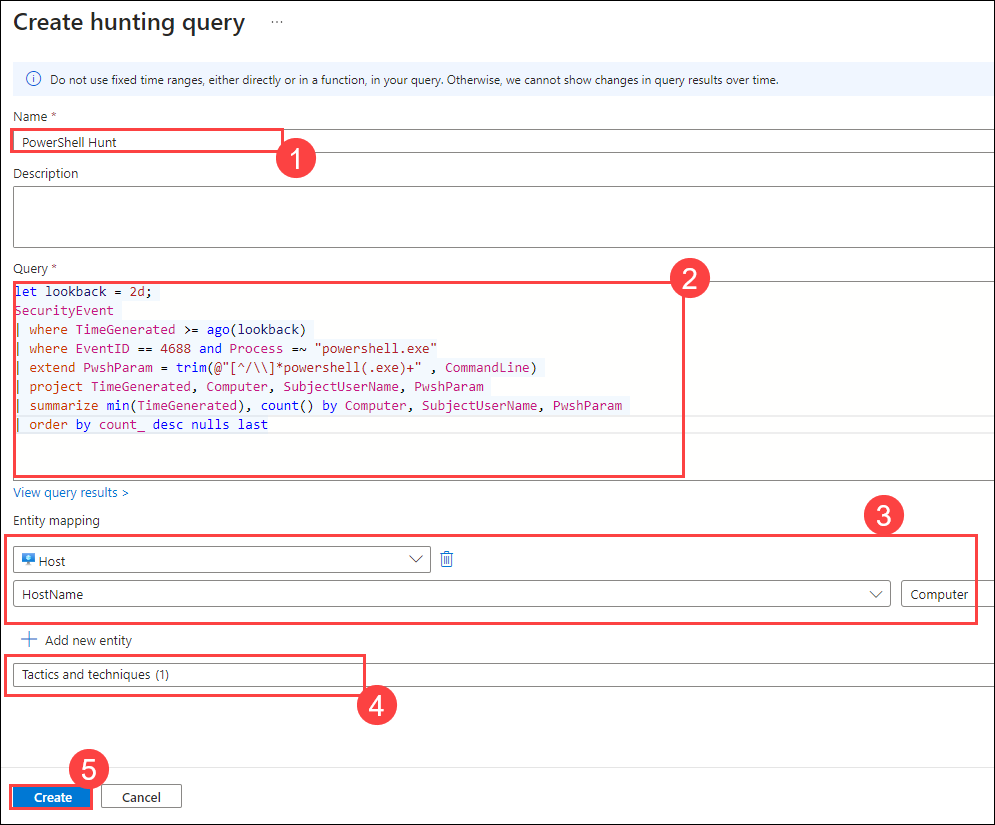 Create hunting query ...
Do not use fixed time ranges, either directly or in a function, in your query. Otherwise, we cannot show changes in query results over time.
Name *
PowerShell Hunt
1
Description
Query *
2
let lookback = 2d;
SecurityEvent
| where TimeGenerated >= ago(lookback)
| where EventID == 4688 and Process =~ "powershell.exe"
| extend PwshParam = trim(@"[^/\\]*powershell(.exe)+" , CommandLine)
| project TimeGenerated, Computer, SubjectUserName, PwshParam
| summarize min(TimeGenerated), count() by Computer, SubjectUserName, PwshParam
| order by count_ desc nulls last
View query results >
Entity mapping
3
Host
HostName Computer
Add new entity
Tactics and techniques (1)
4
5
Create Cancel